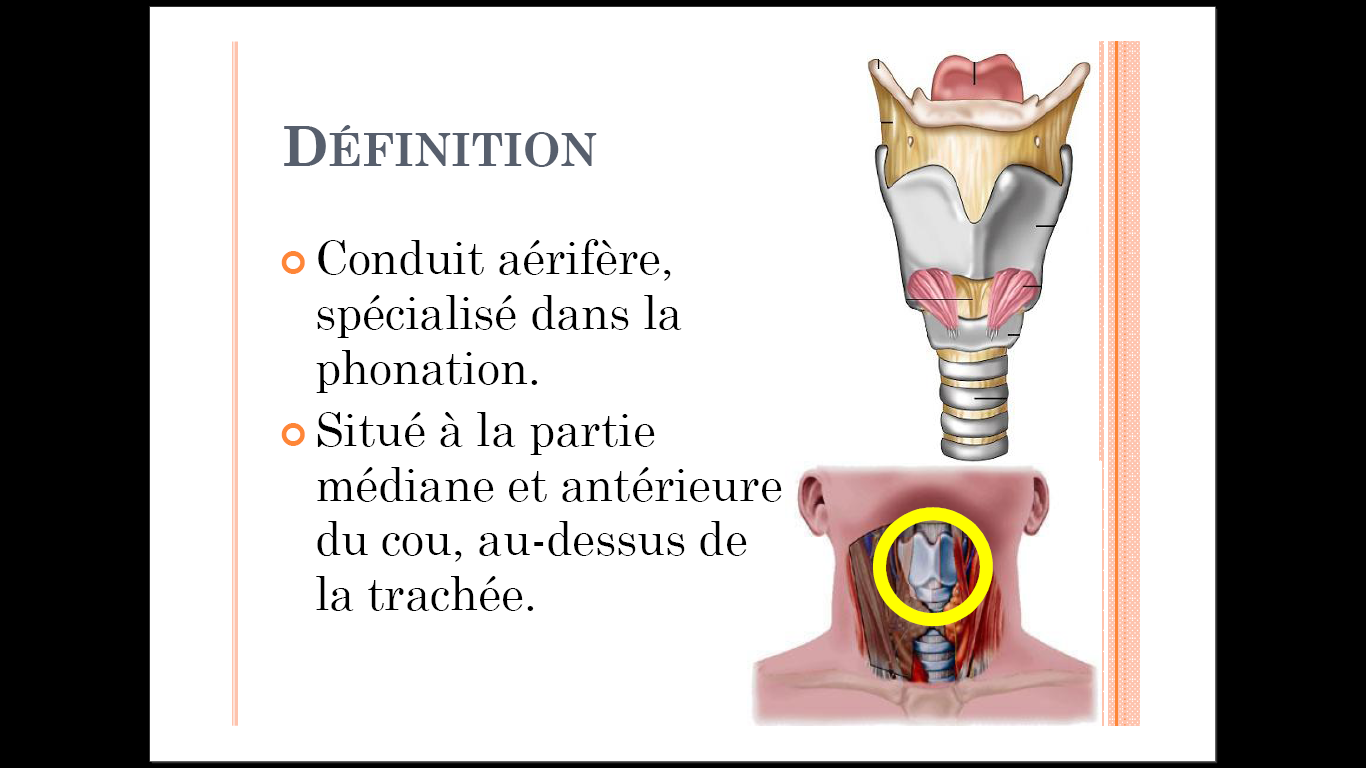 DÉFINITION
Conduit aérifère,
spécialisé dans la
phonation.
Situé à la partie
médiane et antérieure
du cou, au-dessus de
la trachée.